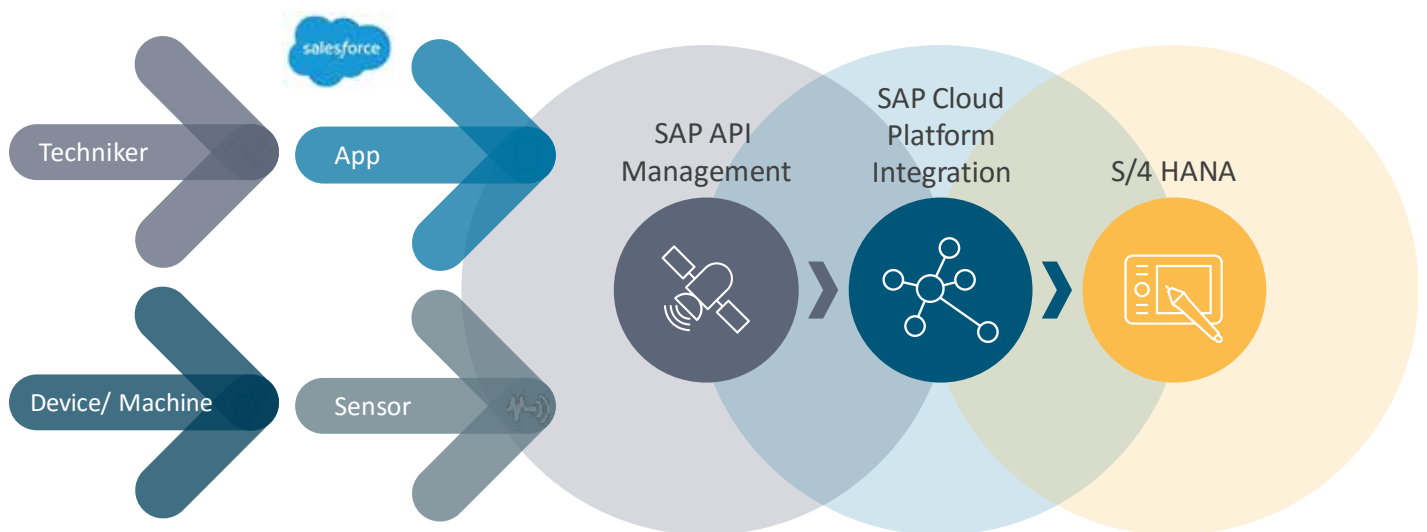 salesforce
Techniker
App
SAP API
Management
SAP Cloud
Platform
Integration
S/4 HANA
Device/ Machine
Sensor